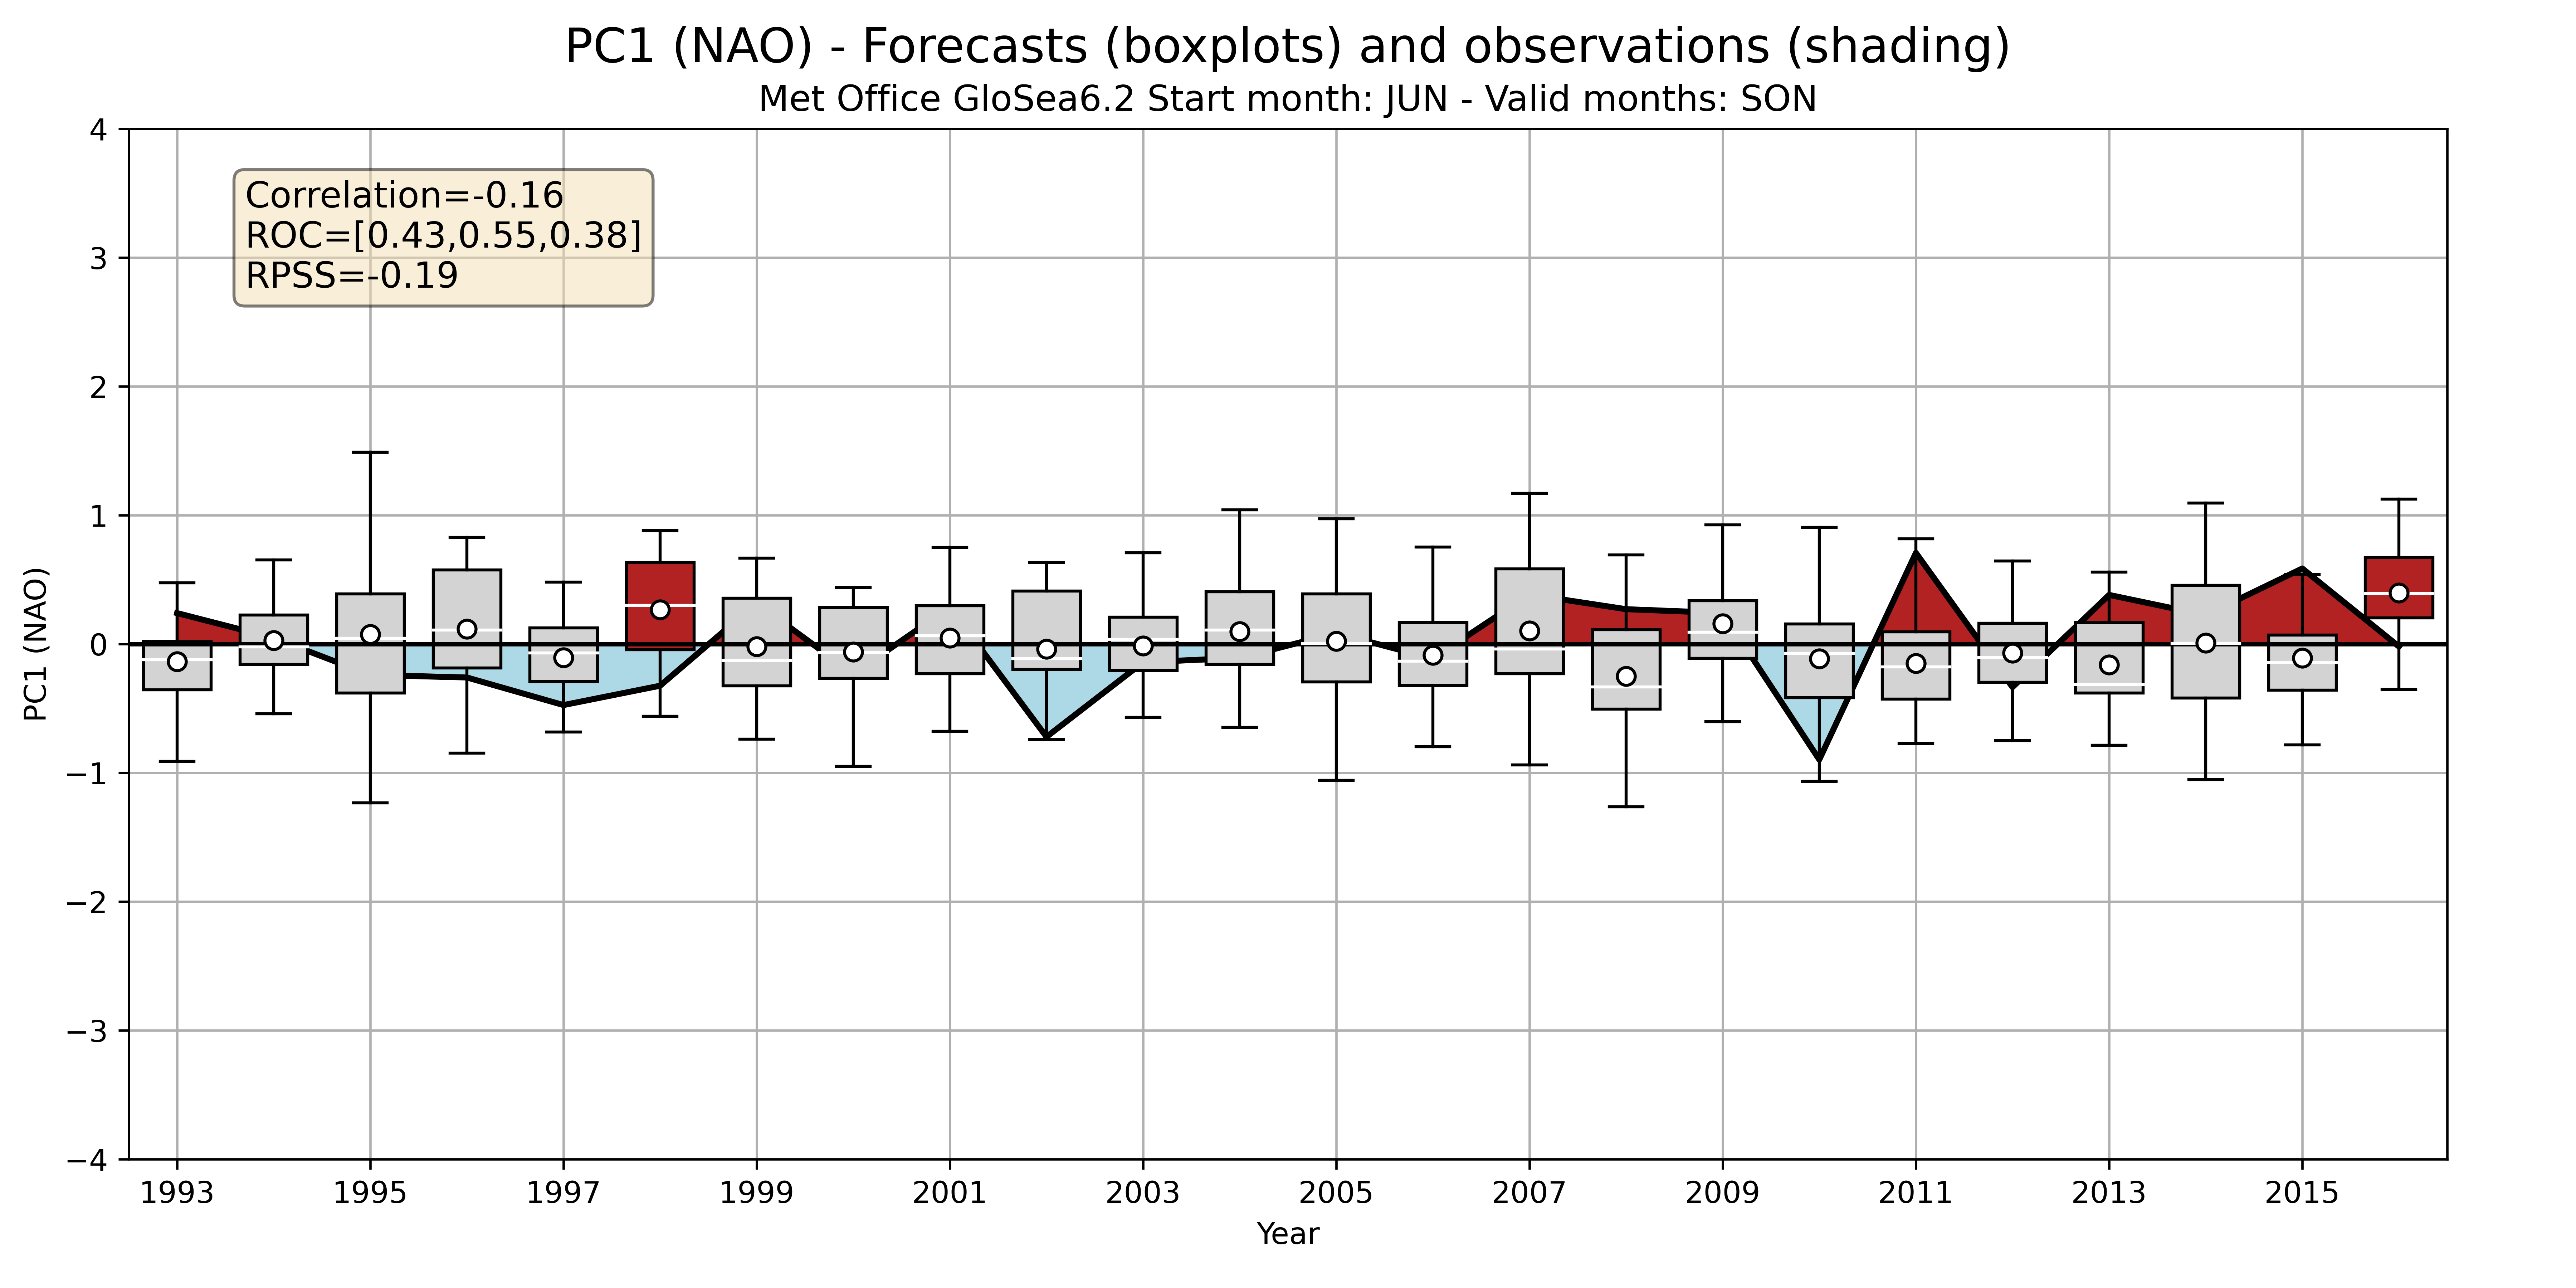 PC1 (NAO) - Forecasts (boxplots) and observations (shading)
Met Office GloSea6.2 Start month: JUN - Valid months: SON
Correlation=-0.16
ROC=[0.43,0.55,0.38]
RPSS=-0.19
PC1 (NAO)
4
3
2
1
0
−1
−2
−3
−4
1993 1995 1997 1999 2001 2003 2005 2007 2009 2011 2013 2015
Year